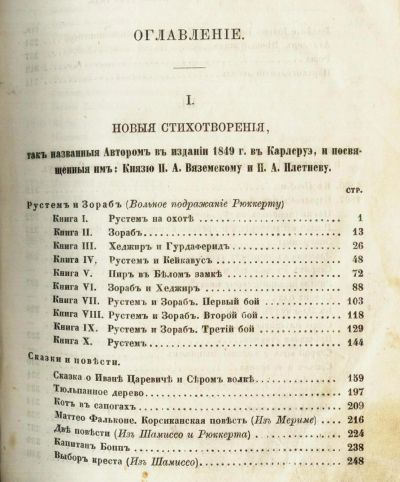 ОГЛАВЛЕНІЕ.
I.
НОВЫЯ СТИХОТВОРЕНІЯ,
такъ названныя Авторомъ въ изданіи 1849 г. въ Карлеруэ, и посвя-
щенныя имъ: Князю П. А. Вяземскому и П. А. Плетневу.
СТР.
Рустемъ и Зорабъ (Вольное подражаніе Рюккерту)
Книга I. Рустемъ на охотѣ 1
Книга II. Зорабъ 13
Книга III. Хеджиръ и Гурдаферидъ 26
Книга IV. Рустемъ и Кейкавусъ 48
Книга V. Пиръ въ Бѣломъ замкѣ 72
Книга VI. Зорабъ и Хеджиръ 88
Книга VII. Рустемъ и Зорабъ. Первый бой 103
Книга VIII. Рустемъ и Зорабъ. Второй бой 118
Книга IX. Рустемъ и Зорабъ. Третій бой 129
Книга X. Рустемъ 144
Сказки и повѣсти.
Сказка о Иванѣ Царевичѣ и Сѣромъ волкѣ 159
Тюльпанное дерево 197
Котъ въ сапогахъ 209
Маттео Фальконе. Корсиканская повѣсть (Изъ Мериме) 216
Двѣ повѣсти (Изъ Шамиссо и Рюккерта) 224
Капитанъ Боппъ 238
Выборъ креста (Изъ Шамиссо) 248